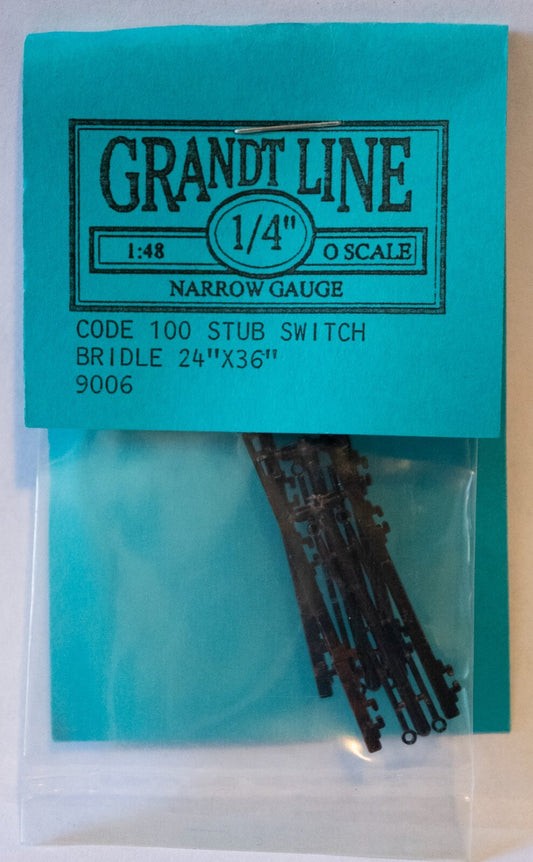 GRANDT LINE
1:48 1/4" O SCALE
NARROW GAUGE
CODE 100 STUB SWITCH
BRIDLE 24"X36"
9006